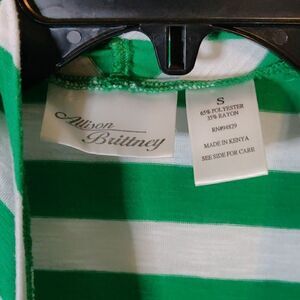 Allison
Brittney
S
65% POLYESTER
35% RAYON
RN#94829
MADE IN KENYA
SEE SIDE FOR CARE